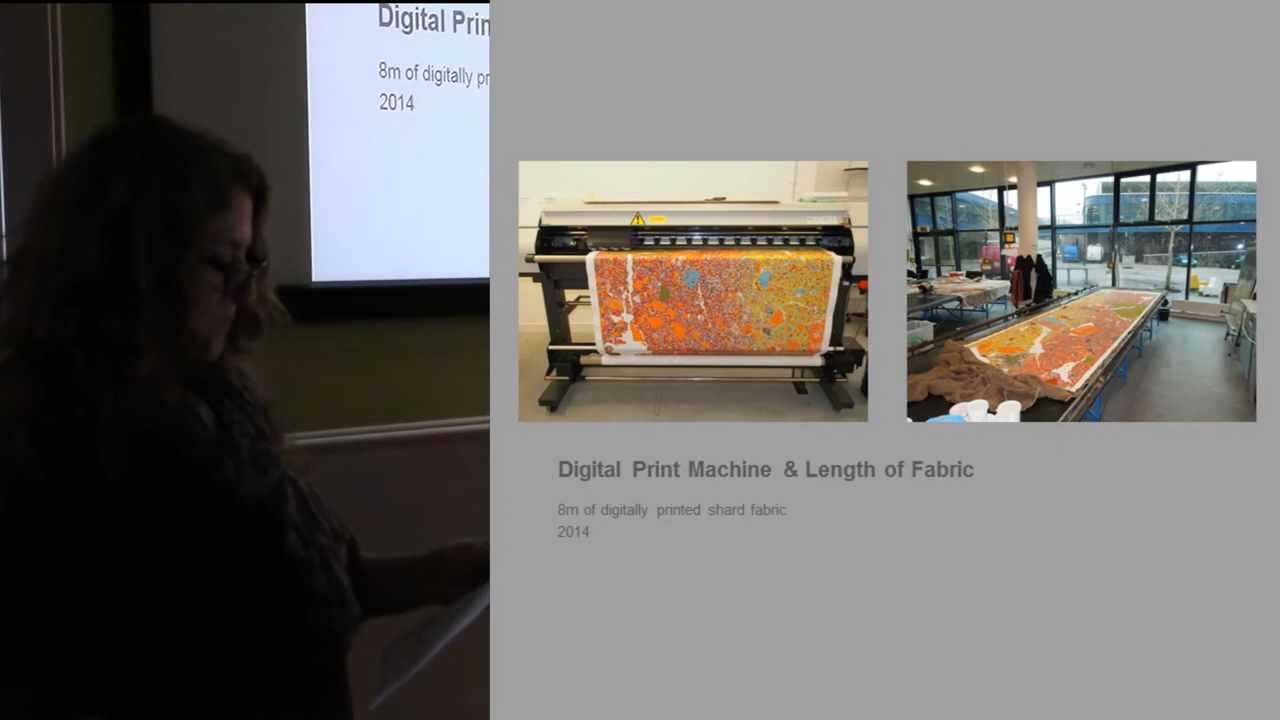 Digital Prin
8m of digitally pr
2014
Digital Print Machine & Length of Fabric
8m of digitally printed shard fabric
2014